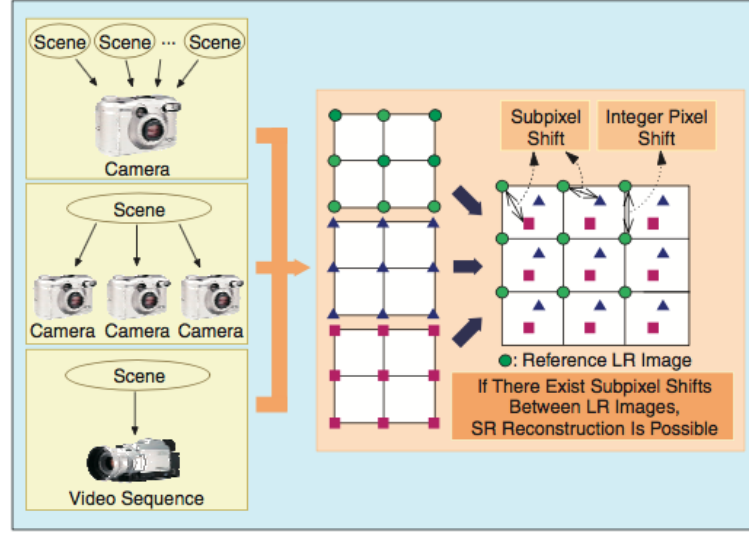 Scene Scene ... Scene
Camera
Scene
Camera Camera Camera
Scene
Video Sequence
Subpixel
Shift
Integer Pixel
Shift
: Reference LR Image
If There Exist Subpixel Shifts
Between LR Images,
SR Reconstruction Is Possible